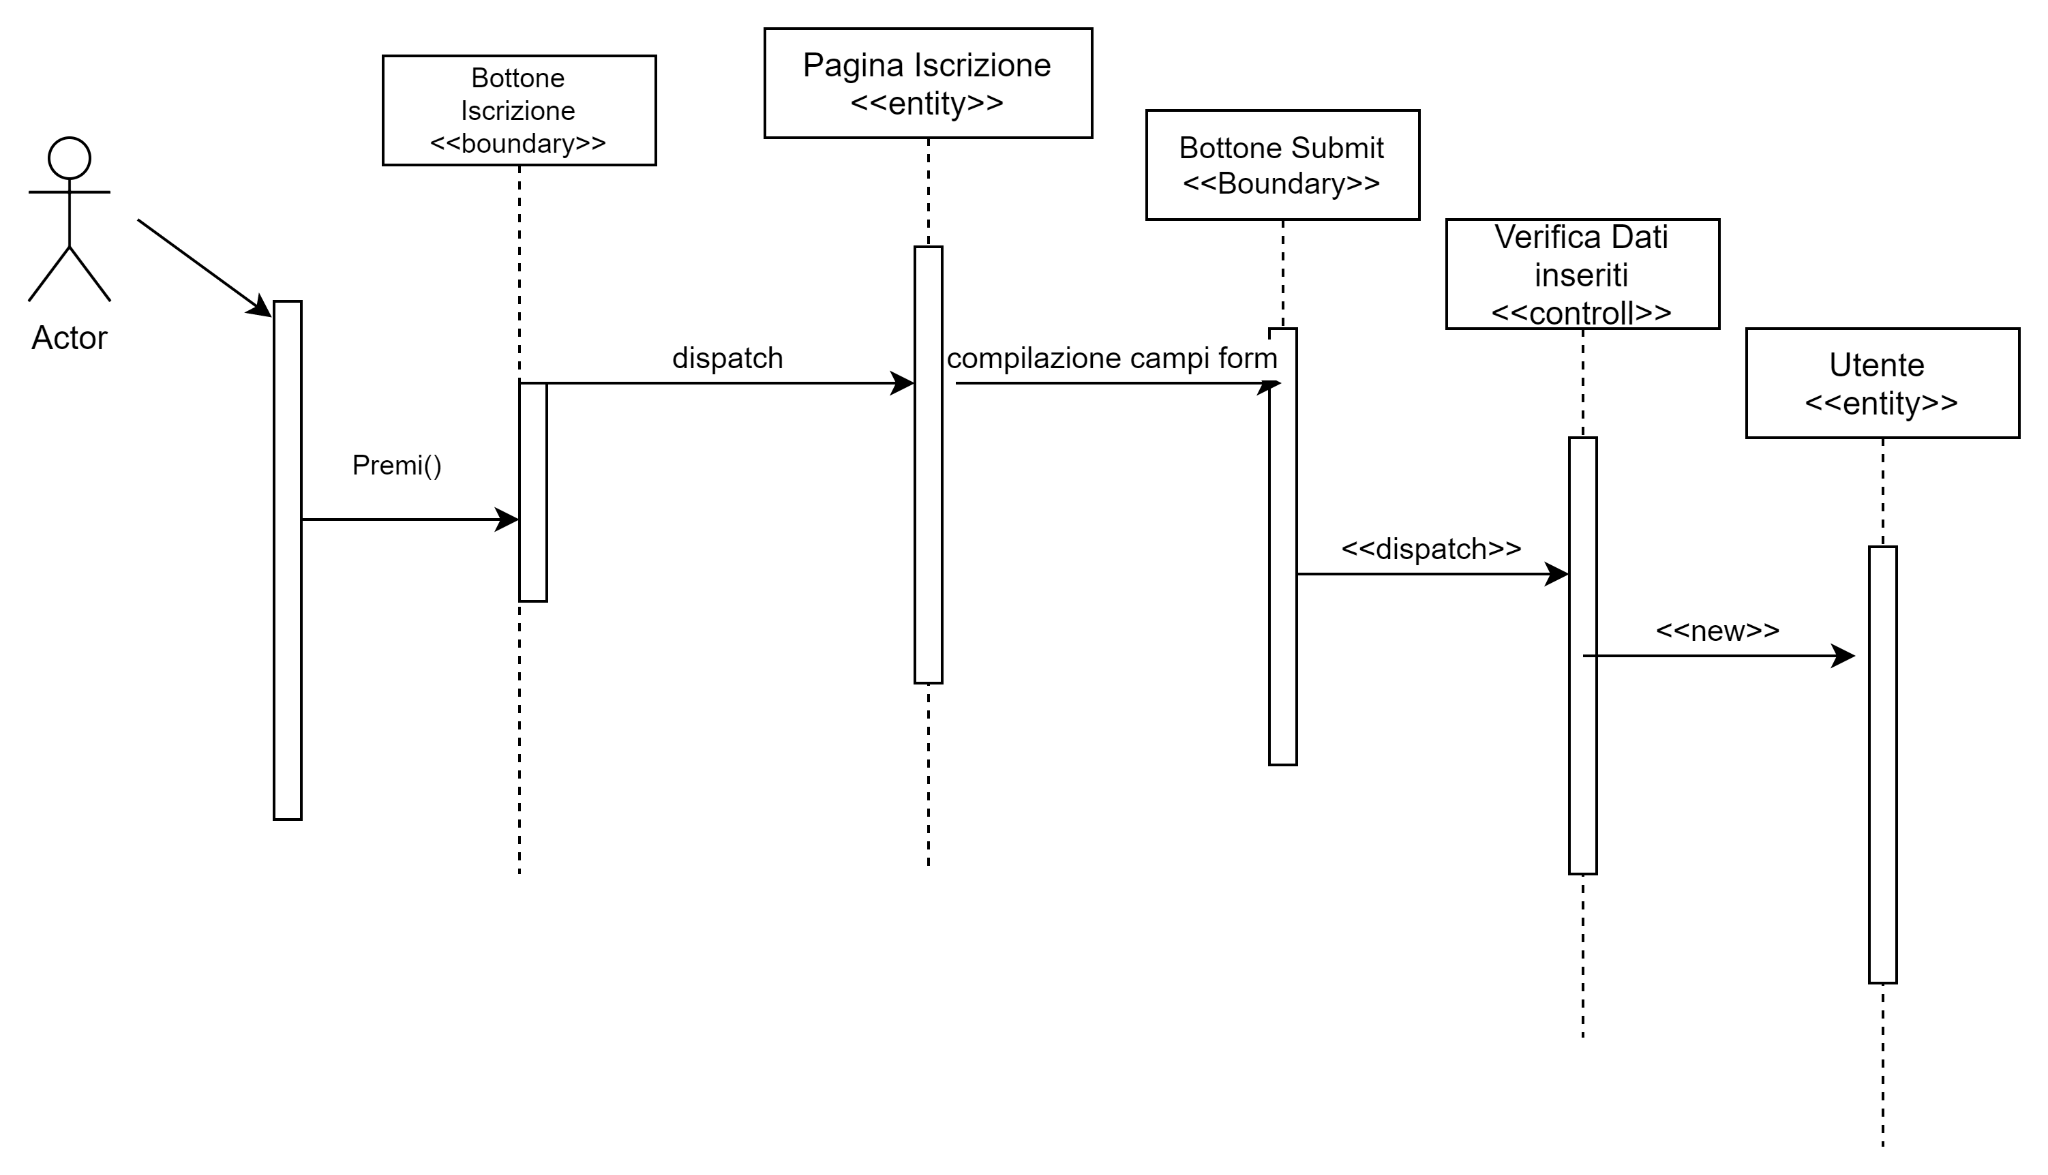 Actor
Bottone
Iscrizione
<<boundary>>
Pagina Iscrizione
<<entity>>
Bottone Submit
<<Boundary>>
Verifica Dati
inseriti
<<controll>>
Utente
<<entity>>
Premi()
dispatch
compilazione campi form
<<dispatch>>
<<new>>